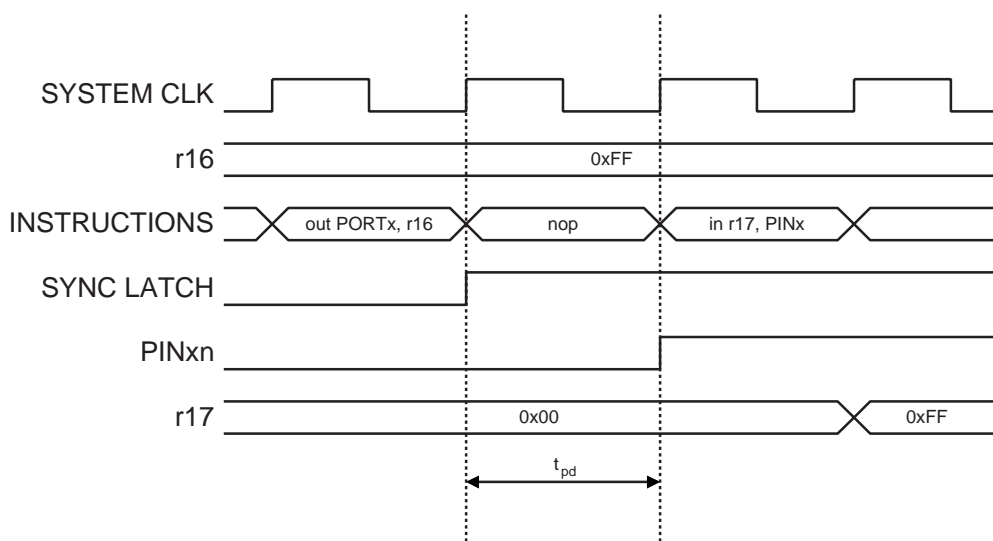 SYSTEM CLK
r16
0xFF
INSTRUCTIONS
out PORTx, r16
nop
in r17, PINx
SYNC LATCH
PINxn
r17
0x00
0xFF
tpd